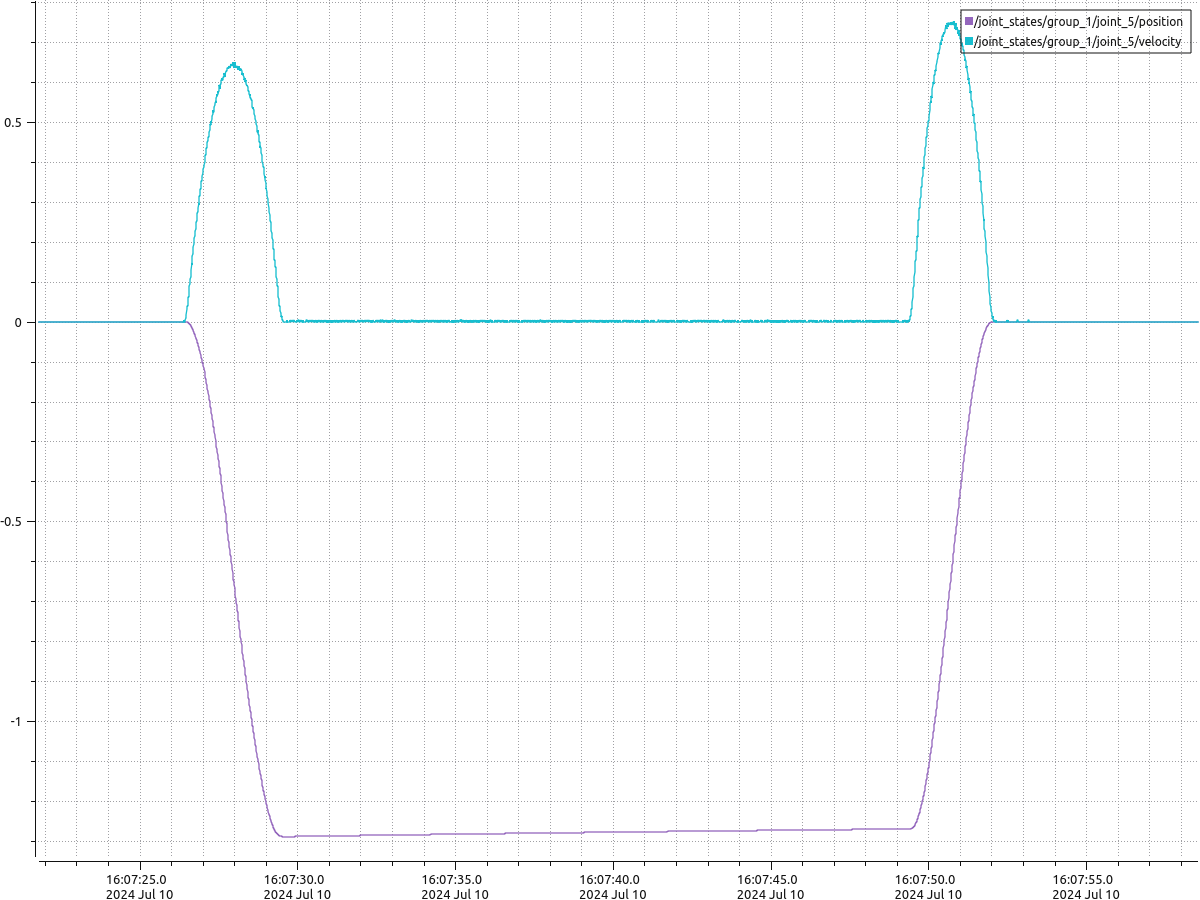 /joint_states/group_1/joint_5/position
/joint_states/group_1/joint_5/velocity
0.5
0
-0.5
-1
16:07:25.0 16:07:30.0 16:07:35.0 16:07:40.0 16:07:45.0 16:07:50.0 16:07:55.0
2024 Jul 10 2024 Jul 10 2024 Jul 10 2024 Jul 10 2024 Jul 10 2024 Jul 10 2024 Jul 10